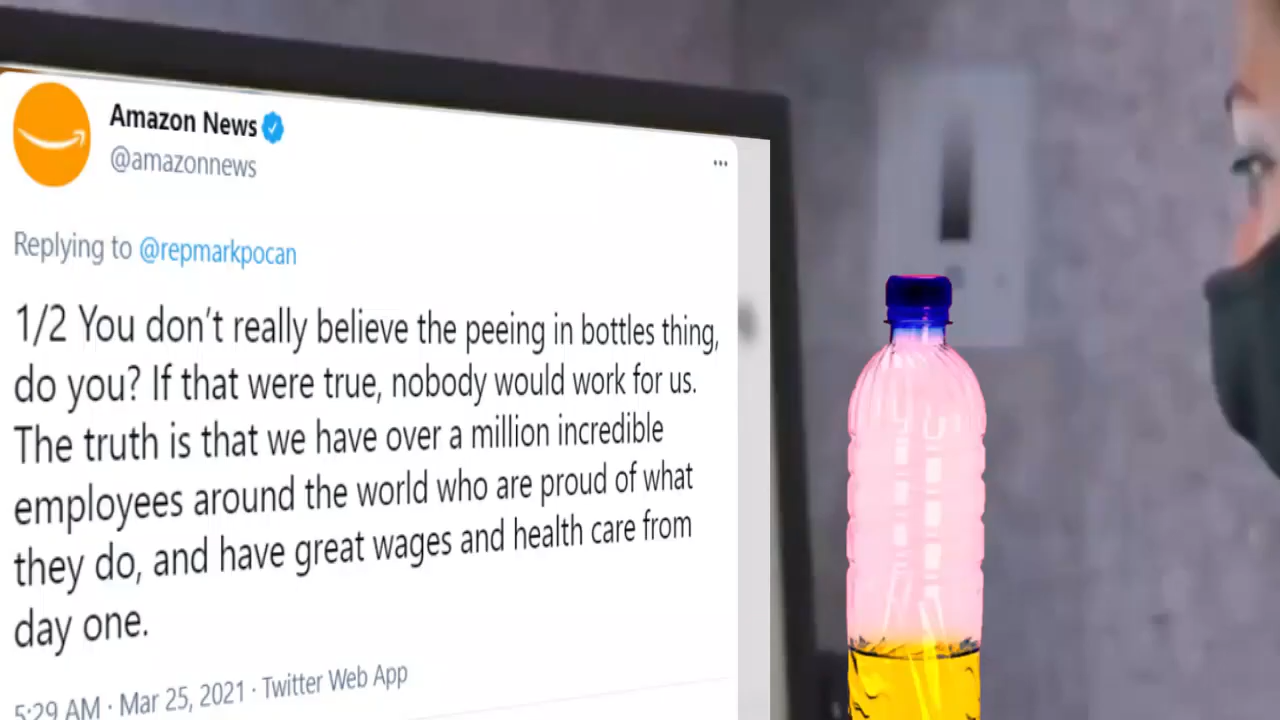 Amazon News
@amazonnews
...
Replying to @repmarkpocan
1/2 You don't really believe the peeing in bottles thing,
do you? If that were true, nobody would work for us.
The truth is that we have over a million incredible
employees around the world who are proud of what
they do, and have great wages and health care from
day one.
5:29 AM · Mar 25, 2021 · Twitter Web App